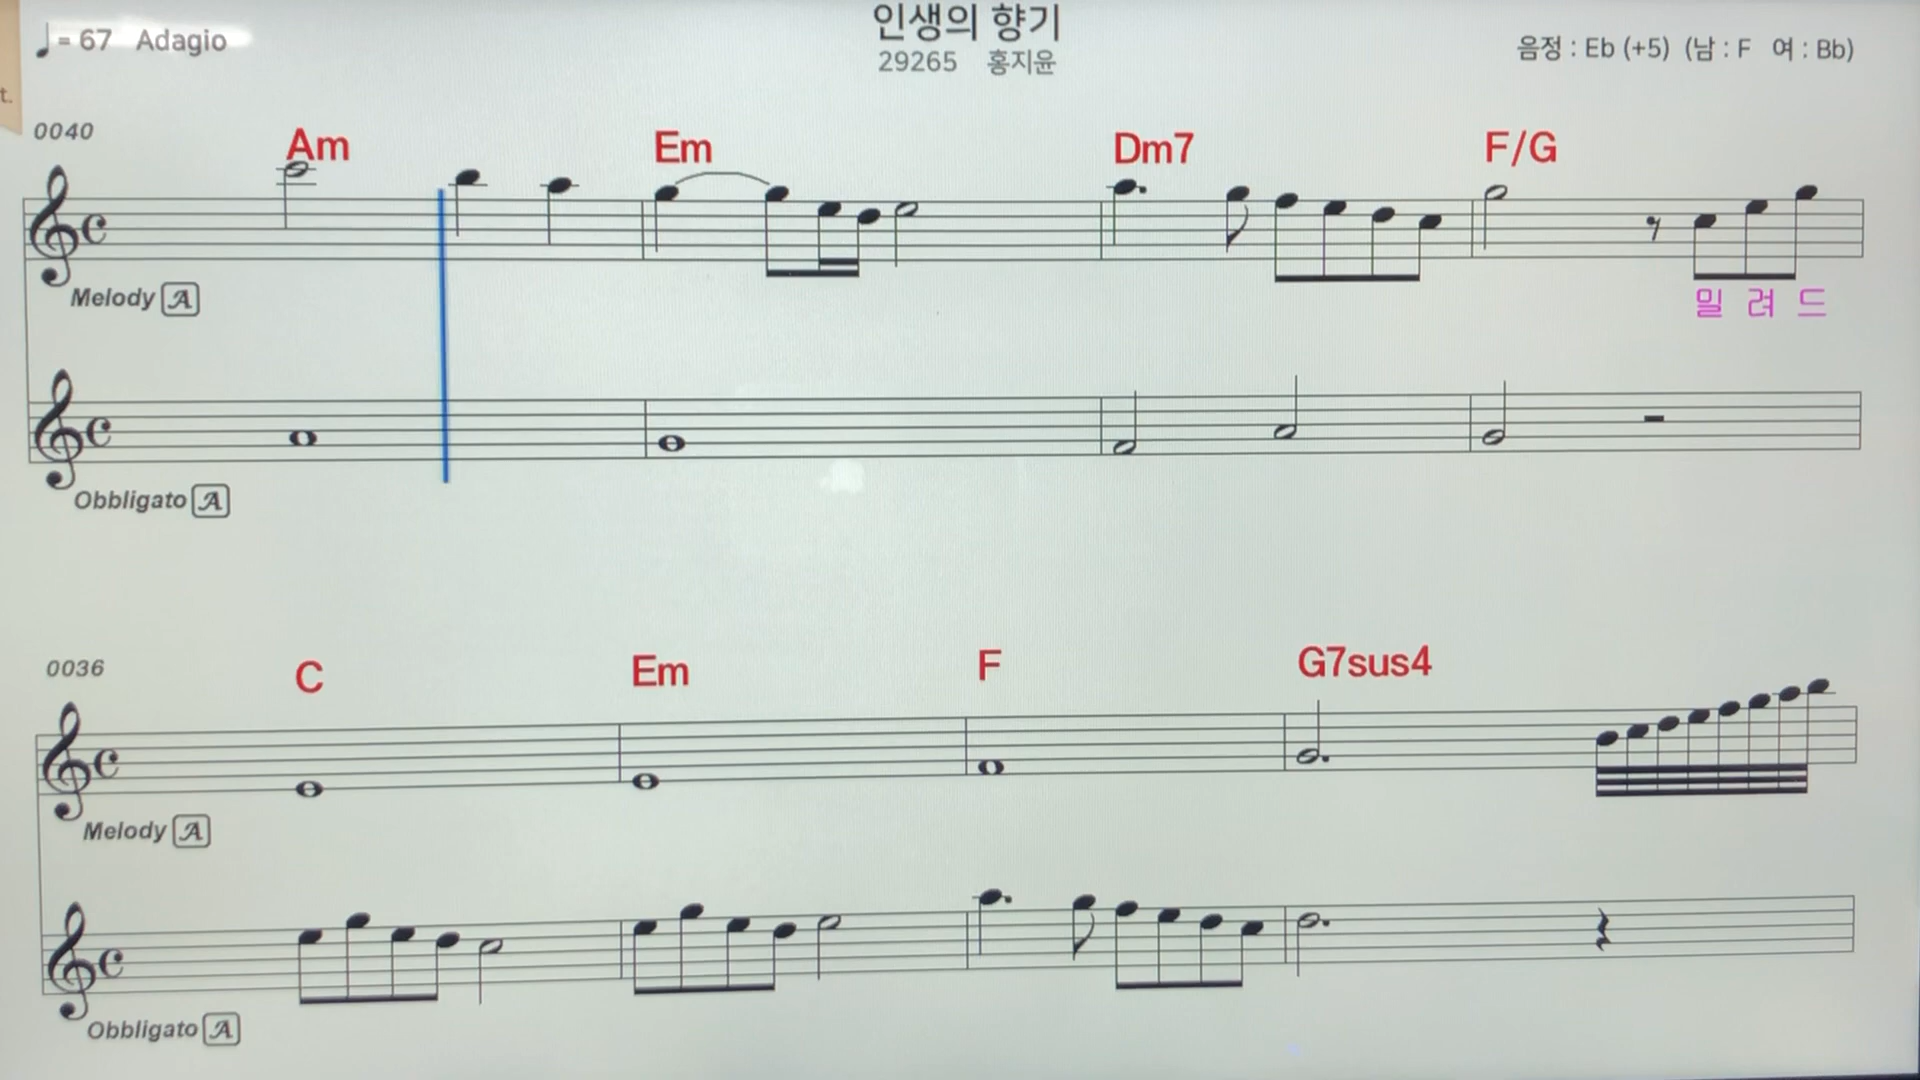 ♩= 67 Adagio
인생의 향기
29265 홍지윤
음정 : Eb (+5) (남 : F 여 : Bb)
t.
0040
Am Em Dm7 F/G
Melody A
밀 려 드
Obbligato A
0036
C Em F G7sus4
Melody A
Obbligato A